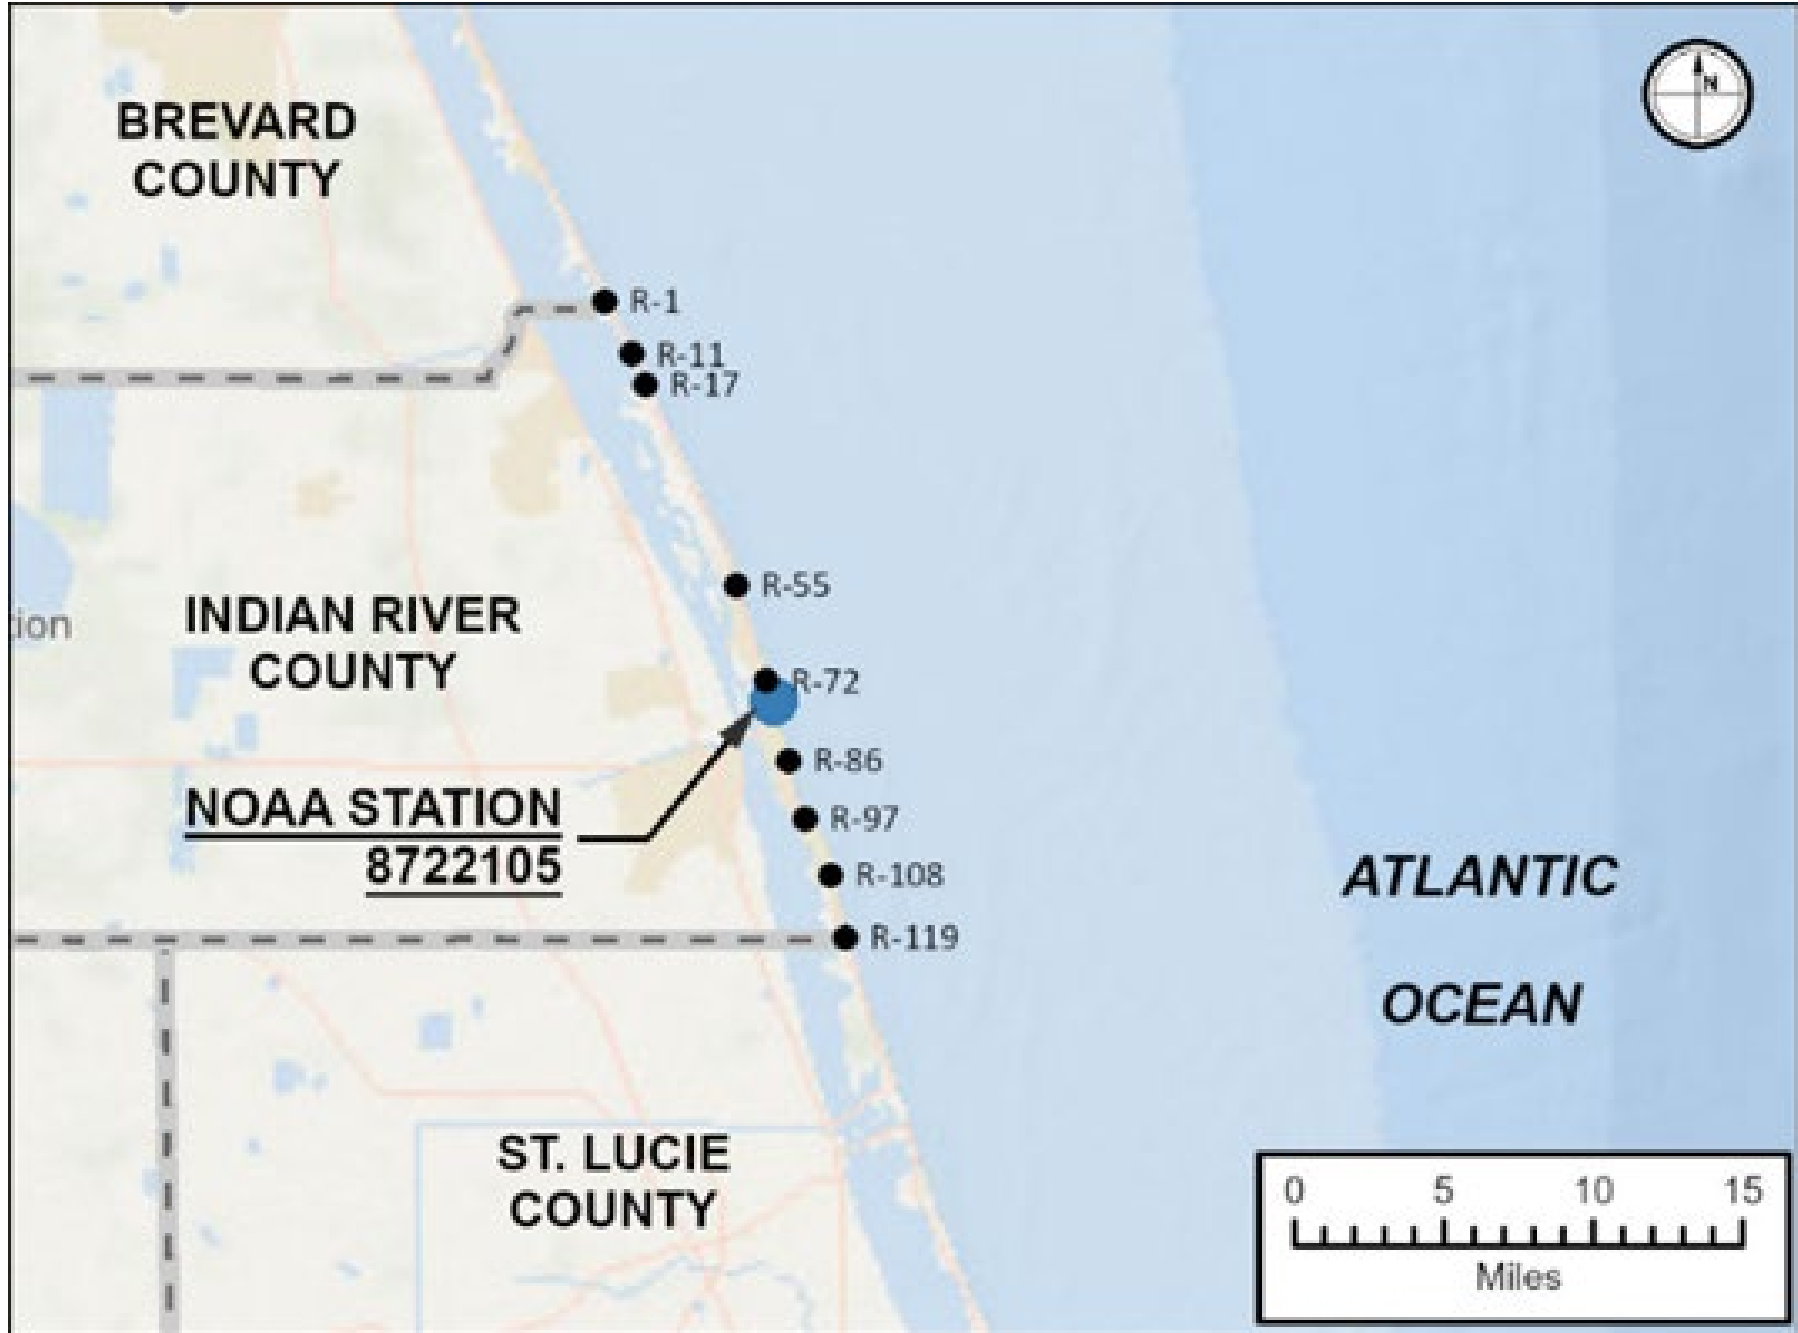 N
BREVARD
COUNTY
R-1
R-11
R-17
R-55
INDIAN RIVER
COUNTY
tion
R-72
R-86
NOAA STATION
8722105
R-97
R-108
R-119
ATLANTIC
OCEAN
ST. LUCIE
COUNTY
0 5 10 15
Miles